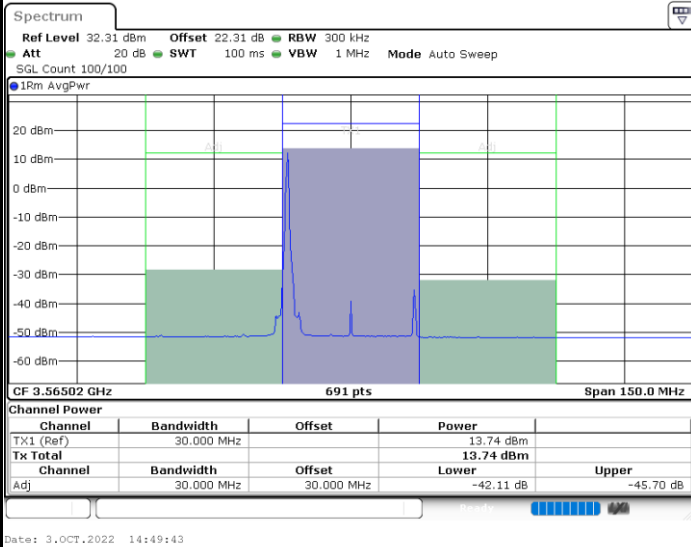 Spectrum
Ref Level 32.31 dBm Offset 22.31 dB RBW 300 kHz
Att 20 dB SWT 100 ms VBW 1 MHz Mode Auto Sweep
SGL Count 100/100
1Rm AvgPwr
20 dBm
Adj TX1 Adj
10 dBm
0 dBm
-10 dBm
-20 dBm
-30 dBm
-40 dBm
-50 dBm
-60 dBm
CF 3.56502 GHz 691 pts Span 150.0 MHz
Channel Power
Channel Bandwidth Offset Power
TX1 (Ref) 30.000 MHz 13.74 dBm
Tx Total 13.74 dBm
Channel Bandwidth Offset Lower Upper
Adj 30.000 MHz 30.000 MHz -42.11 dB -45.70 dB
Ready
Date: 3.OCT.2022 14:49:43